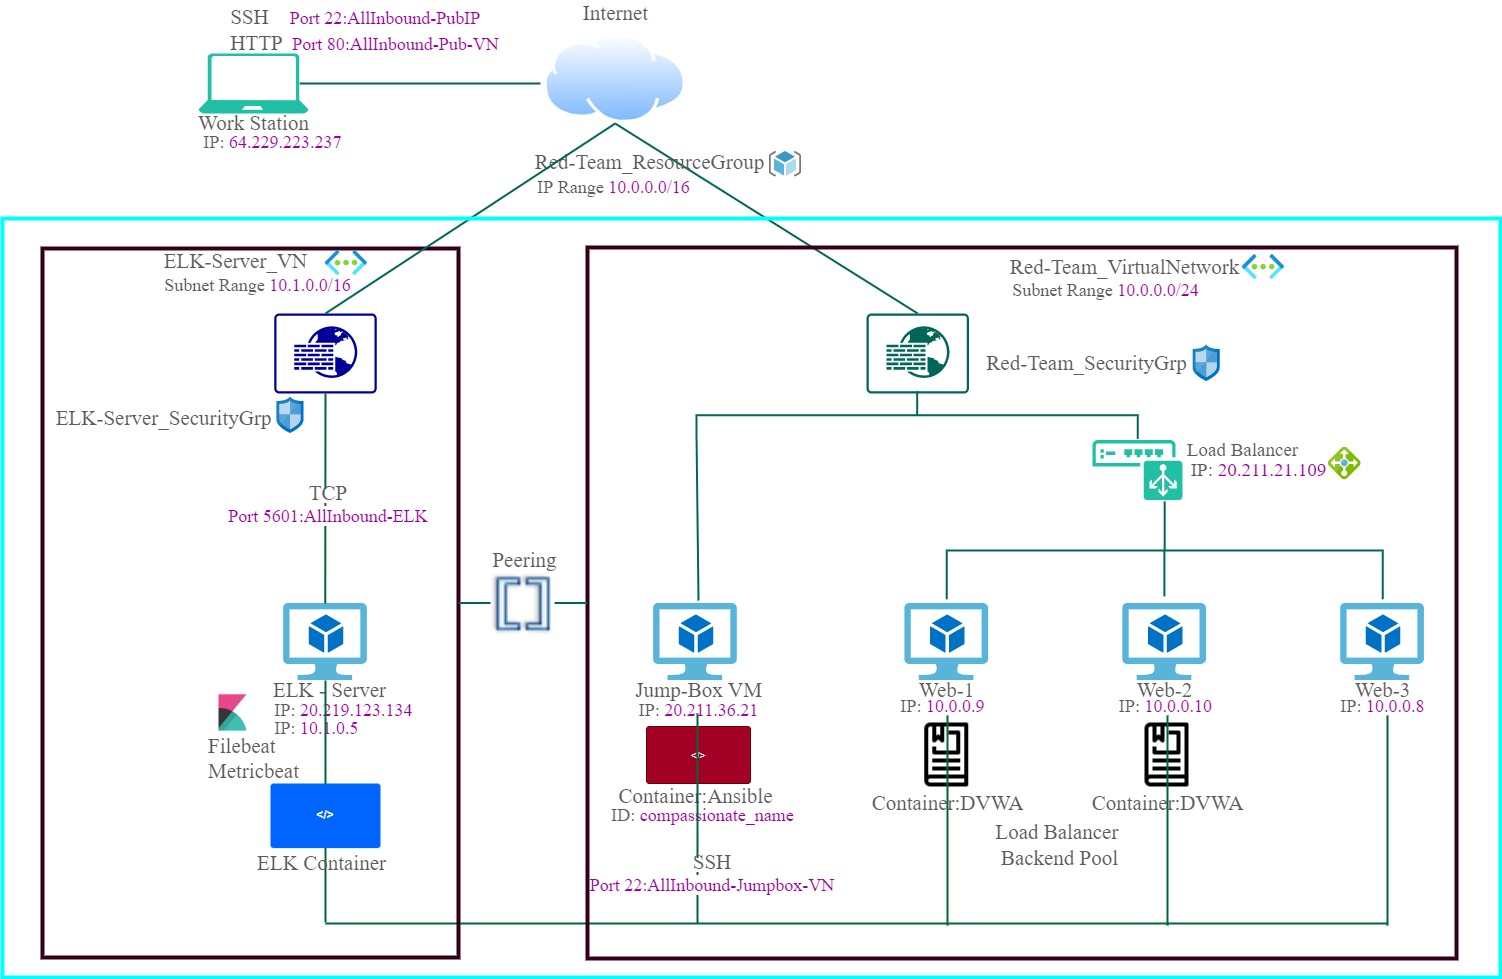 SSH Port 22:AllInbound-PubIP
HTTP Port 80:AllInbound-Pub-VN
Internet
Work Station
IP: 64.229.223.237
Red-Team_ResourceGroup
IP Range 10.0.0.0/16
ELK-Server_VN
Subnet Range 10.1.0.0/16
Red-Team_VirtualNetwork
Subnet Range 10.0.0.0/24
Red-Team_SecurityGrp
ELK-Server_SecurityGrp
Load Balancer
IP: 20.211.21.109
TCP
Port 5601:AllInbound-ELK
Peering
ELK - Server
IP: 20.219.123.134
IP: 10.1.0.5
Filebeat
Metricbeat
</>
ELK Container
Jump-Box VM
IP: 20.211.36.21
</>
Container:Ansible
ID: compassionate_name
SSH
Port 22:AllInbound-Jumpbox-VN
Web-1
IP: 10.0.0.9
Container:DVWA
Web-2
IP: 10.0.0.10
Container:DVWA
Web-3
IP: 10.0.0.8
Load Balancer
Backend Pool